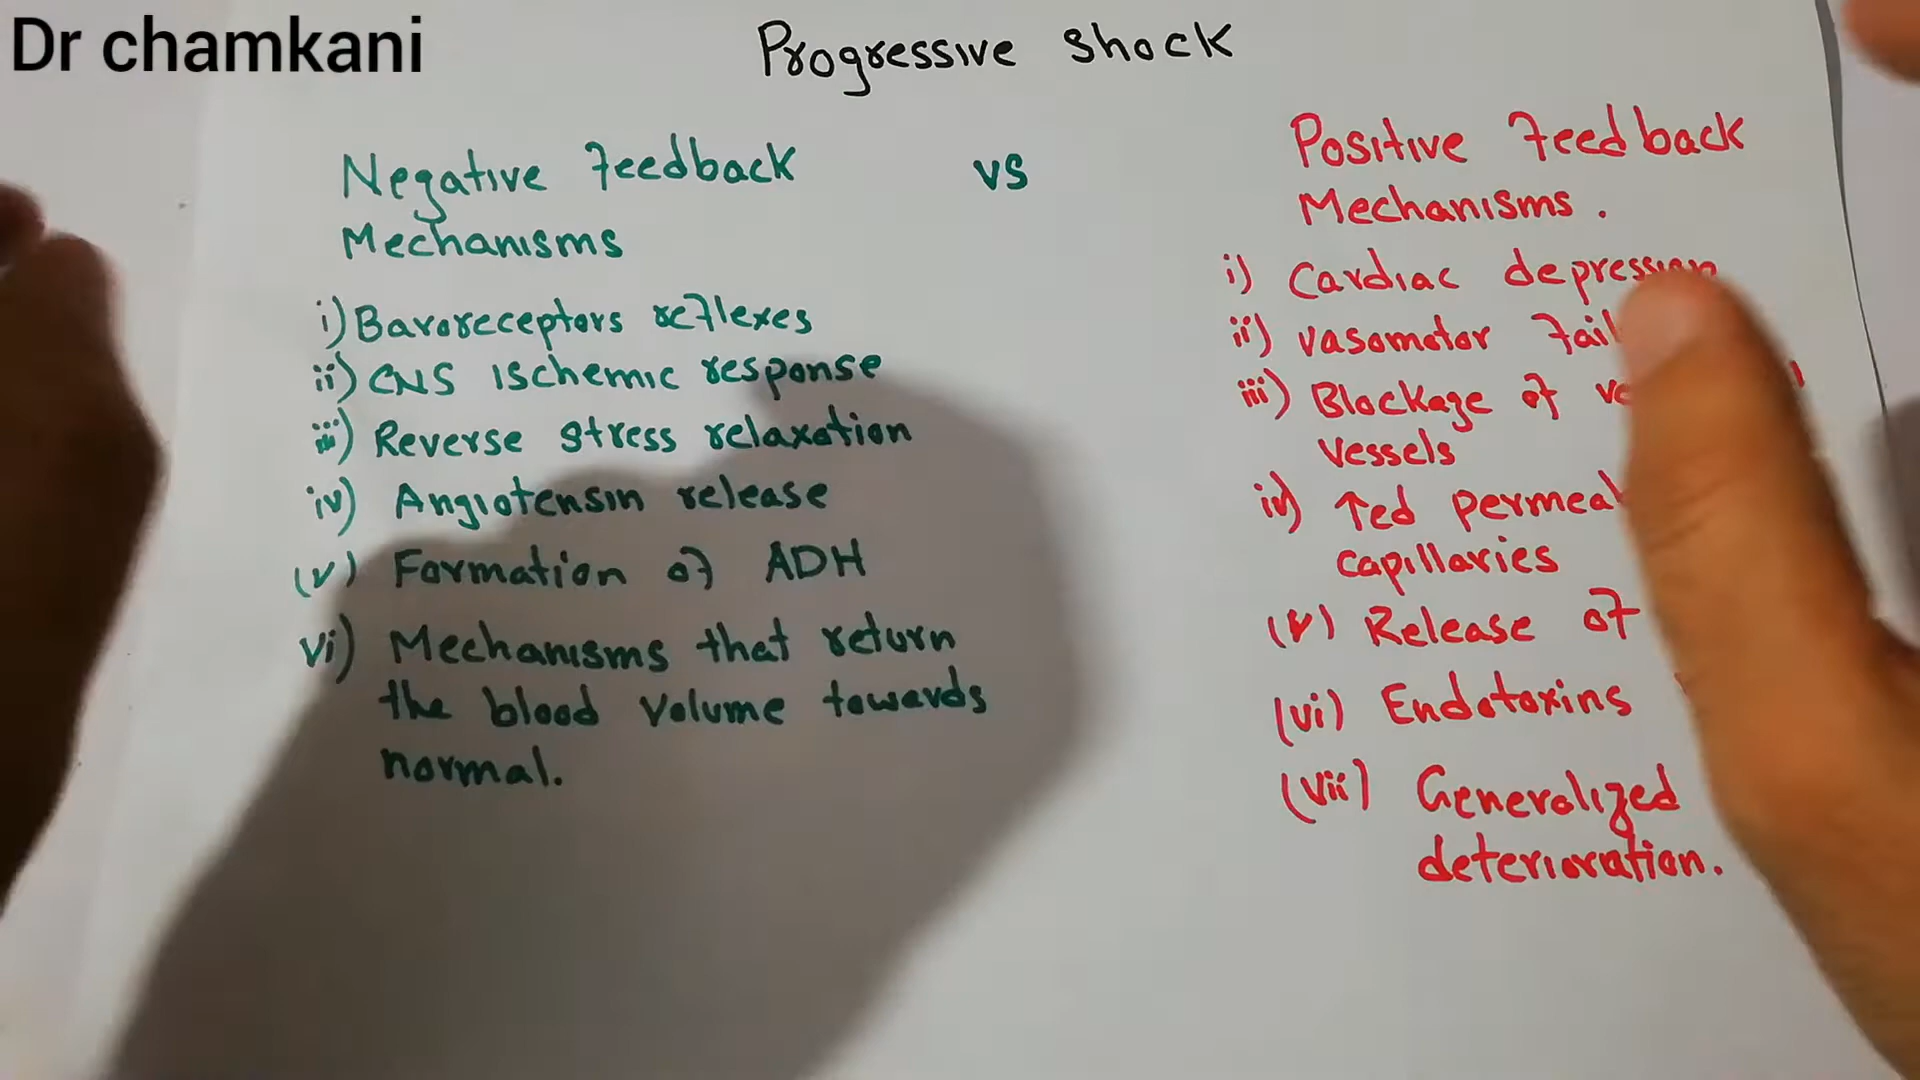 Dr chamkani
Progressive shock
Negative feedback
Mechanisms
vs
i) Baroreceptors reflexes
ii) CNS ischemic response
iii) Reverse stress relaxation
iv) Angiotensin release
(v) Formation of ADH
vi) Mechanisms that return
the blood volume towards
normal.
Positive feedback
Mechanisms.
i) Cardiac depression
ii) vasomotor
iii) Blockage of
vessels
iv) ↑ed
capillaries
(v) Release of
(vi) Endotoxins
(vii) Generalized
deterioration.